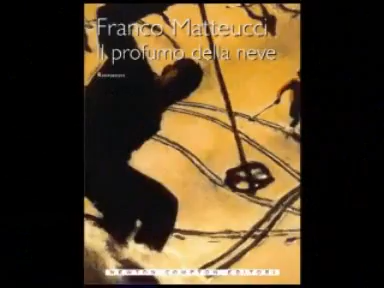 Franco Matteucci
Il profumo della neve
Romanzo
NEWTON COMPTON EDITORI